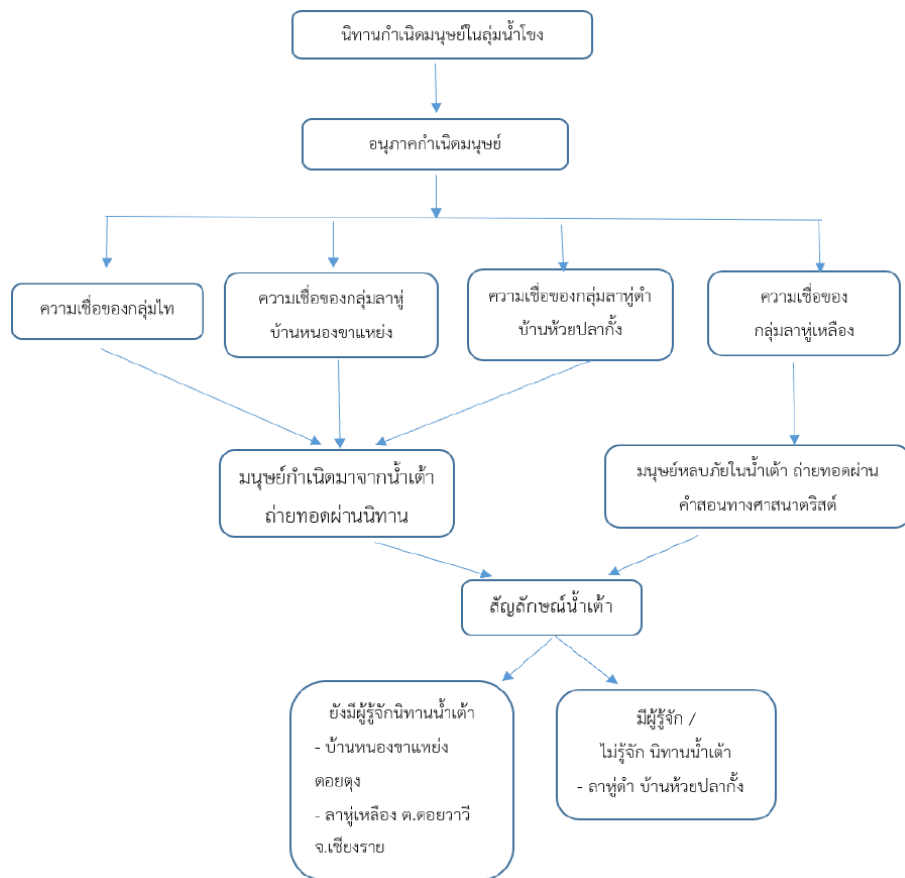 นิทานกำเนิดมนุษย์ในลุ่มน้ำโขง
อนุภาคกำเนิดมนุษย์
ความเชื่อของกลุ่มไท
ความเชื่อของกลุ่มลาหู่
บ้านหนองขาแหย่ง
ความเชื่อของกลุ่มลาหู่ดำ
บ้านห้วยปลากั้ง
ความเชื่อของ
กลุ่มลาหู่เหลือง
มนุษย์กำเนิดมาจากน้ำเต้า
ถ่ายทอดผ่านนิทาน
มนุษย์หลบภัยในน้ำเต้า ถ่ายทอดผ่าน
คำสอนทางศาสนาตริสต์
สัญลักษณ์น้ำเต้า
ยังมีผู้รู้จักนิทานน้ำเต้า
- บ้านหนองขาแหย่ง
ดอยตุง
- ลาหู่เหลือง ต.ดอยวาวี
จ.เชียงราย
มีผู้รู้จัก /
ไม่รู้จัก นิทานน้ำเต้า
- ลาหู่ดำ บ้านห้วยปลากั้ง